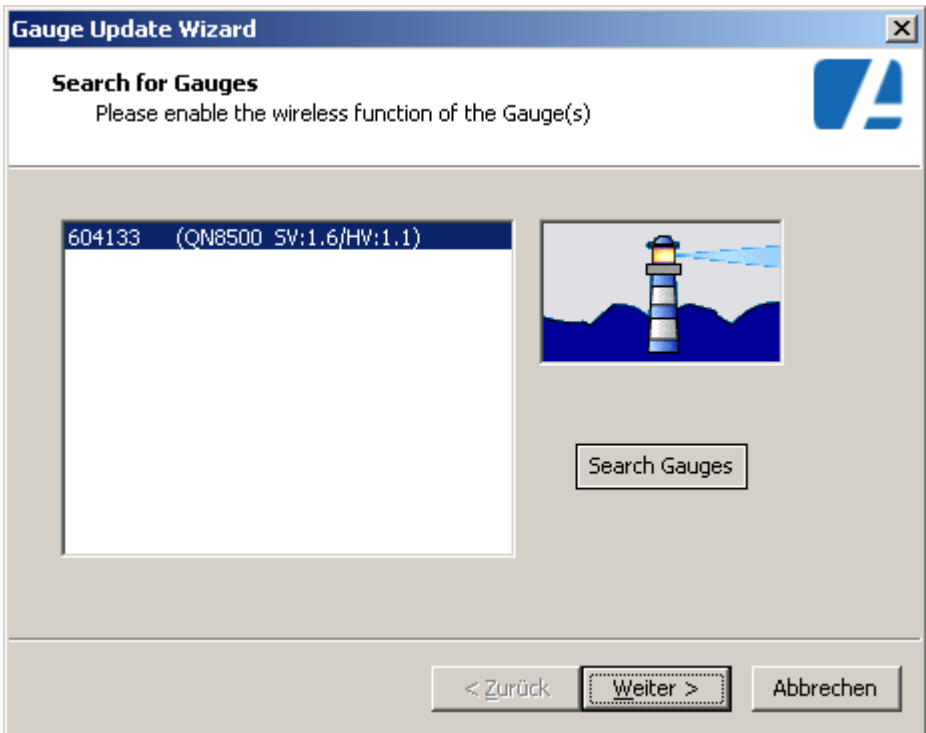 Gauge Update Wizard
Search for Gauges
Please enable the wireless function of the Gauge(s)
604133 (QN8500 SV:1.6/HV:1.1)
Search Gauges
< Zurück
Weiter >
Abbrechen